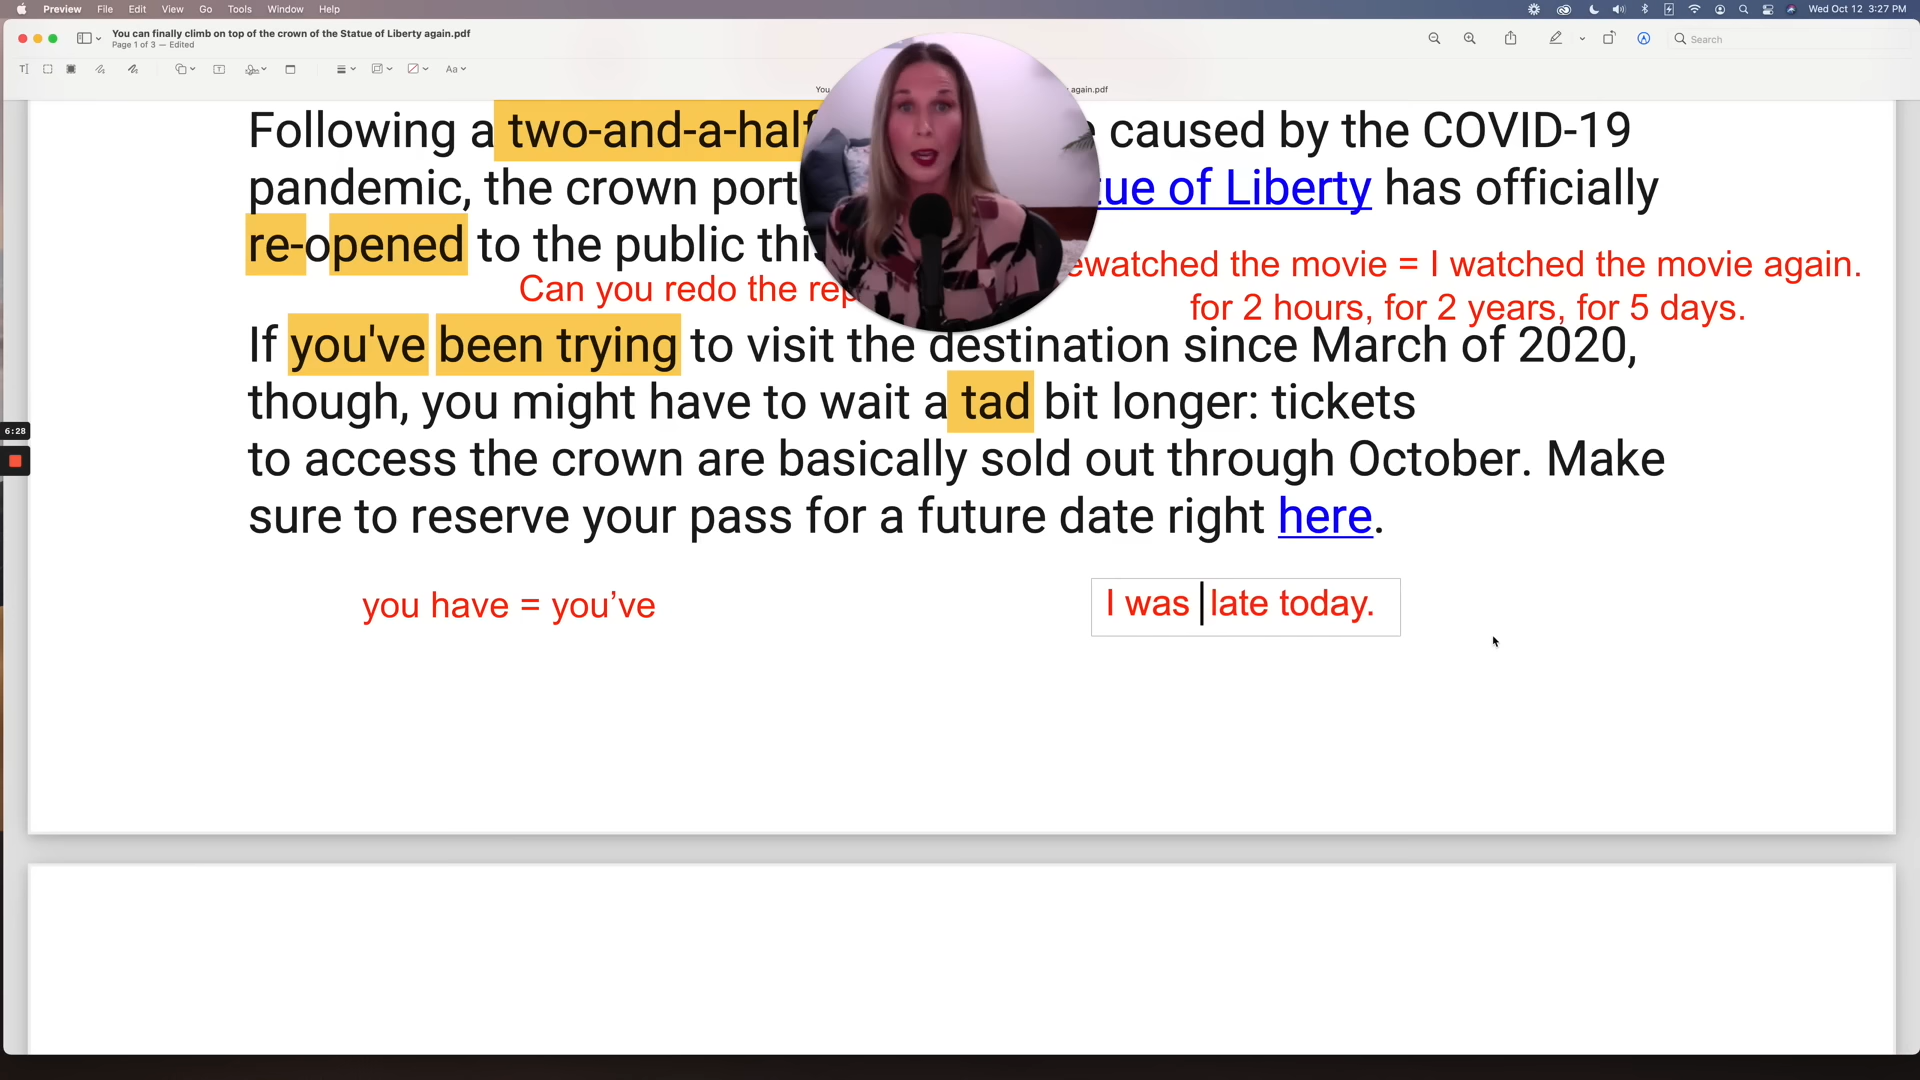 Preview File Edit View Go Tools Window Help Wed Oct 12 3:27 PM
You can finally climb on top of the crown of the Statue of Liberty again.pdf
Page 1 of 3 — Edited
Search
Aa
You again.pdf
Following a two-and-a-half caused by the COVID-19
pandemic, the crown of Liberty has officially
re-opened to the public
ewatched the movie = I watched the movie again.
Can you redo the
for 2 hours, for 2 years, for 5 days.
If you've been trying to visit the destination since March of 2020,
though, you might have to wait a tad bit longer: tickets
6:28
to access the crown are basically sold out through October. Make
sure to reserve your pass for a future date right here.
you have = you’ve
I was late today.